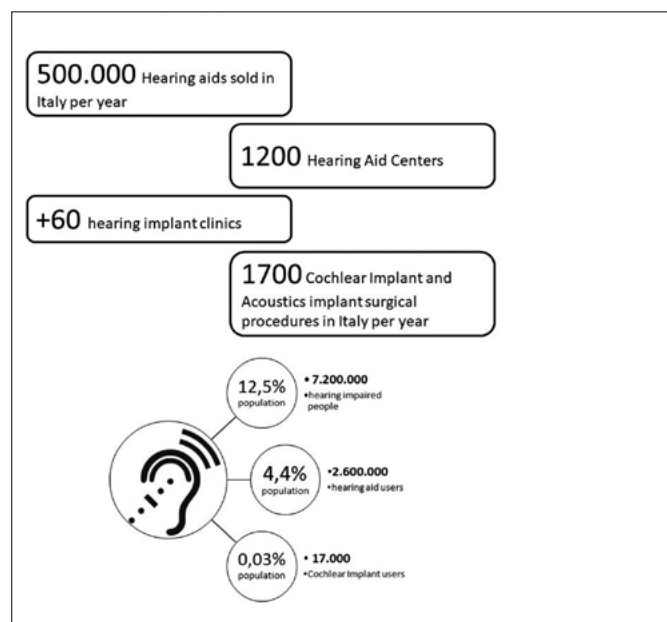 500.000 Hearing aids sold in
Italy per year
1200 Hearing Aid Centers
+60 hearing implant clinics
1700 Cochlear Implant and
Acoustics implant surgical
procedures in Italy per year
12,5%
population
• 7.200.000
•hearing impaired
people
4,4%
population
•2.600.000
•hearing aid users
0,03%
population
• 17.000
•Cochlear Implant users